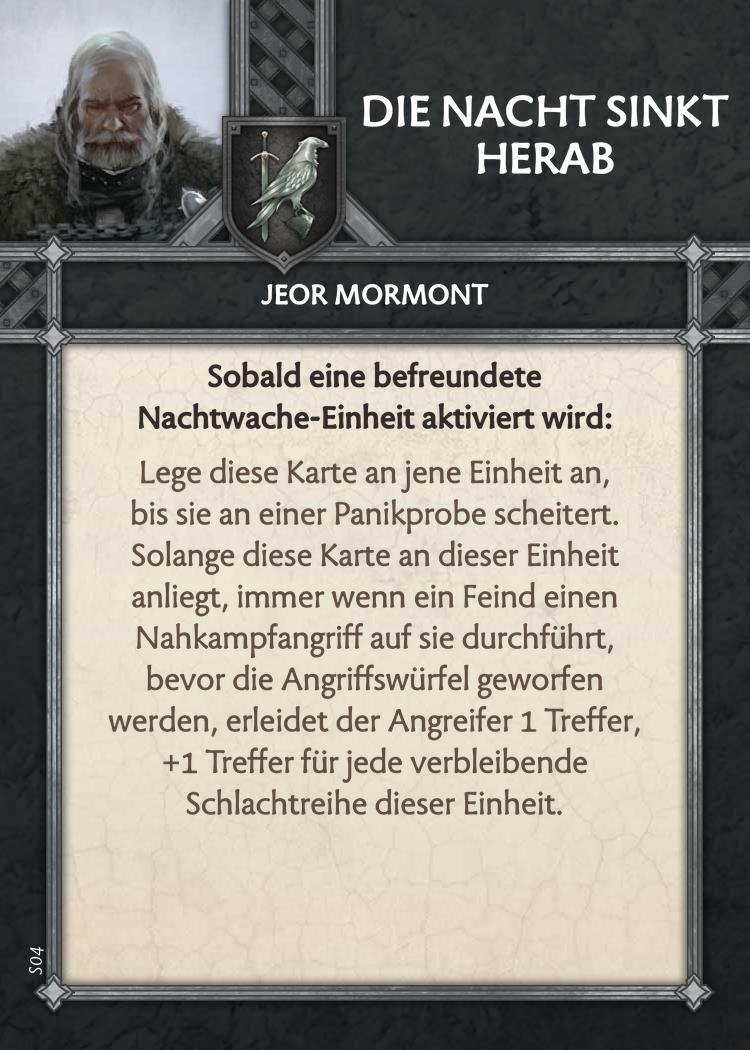 DIE NACHT SINKT
HERAB
JEOR MORMONT
Sobald eine befreundete
Nachtwache-Einheit aktiviert wird:
Lege diese Karte an jene Einheit an,
bis sie an einer Panikprobe scheitert.
Solange diese Karte an dieser Einheit
anliegt, immer wenn ein Feind einen
Nahkampfangriff auf sie durchführt,
bevor die Angriffswürfel geworfen
werden, erleidet der Angreifer 1 Treffer,
+1 Treffer für jede verbleibende
Schlachtreihe dieser Einheit.
S04